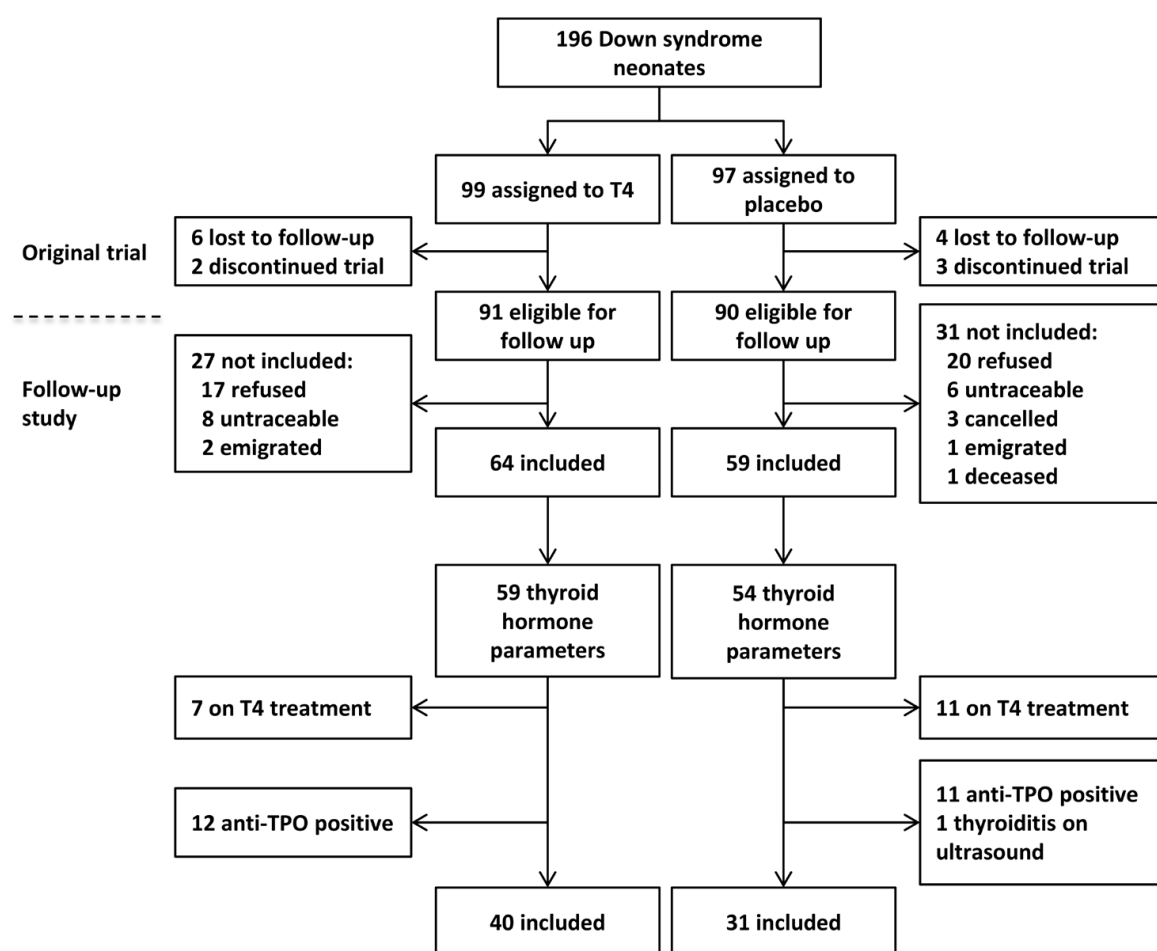 196 Down syndrome
neonates
99 assigned to T4
97 assigned to
placebo
Original trial
6 lost to follow-up
2 discontinued trial
4 lost to follow-up
3 discontinued trial
91 eligible for
follow up
90 eligible for
follow up
Follow-up
study
27 not included:
17 refused
8 untraceable
2 emigrated
31 not included:
20 refused
6 untraceable
3 cancelled
1 emigrated
1 deceased
64 included
59 included
59 thyroid
hormone
parameters
54 thyroid
hormone
parameters
7 on T4 treatment
11 on T4 treatment
12 anti-TPO positive
11 anti-TPO positive
1 thyroiditis on
ultrasound
40 included
31 included